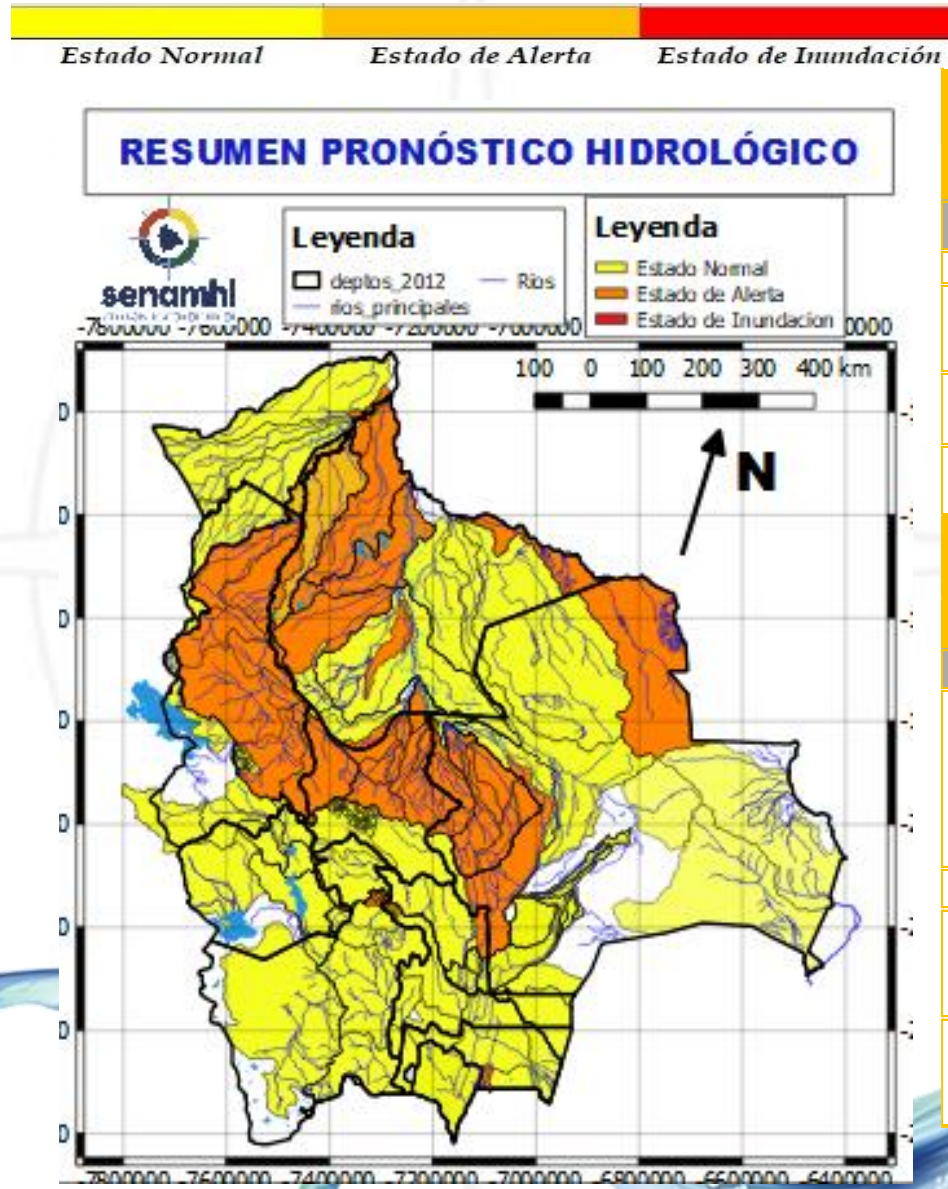 Estado Normal Estado de Alerta Estado de Inundación
RESUMEN PRONÓSTICO HIDROLÓGICO
senamhi
Leyenda
deptos_2012 Rios
rios_principales
Leyenda
Estado Normal
Estado de Alerta
Estado de Inundacion
-7800000 -7600000 -7400000 -7200000 -7000000
100 0 100 200 300 400 km
N
-7800000 -7600000 -7400000 -7200000 -7000000 -6800000 -6600000 -6400000